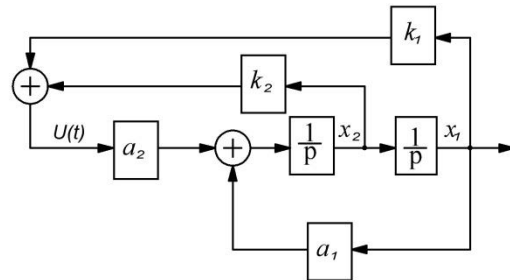 k₁
+
k₂
U(t)
a₂
+
1
p
x₂
1
p
x₁
a₁